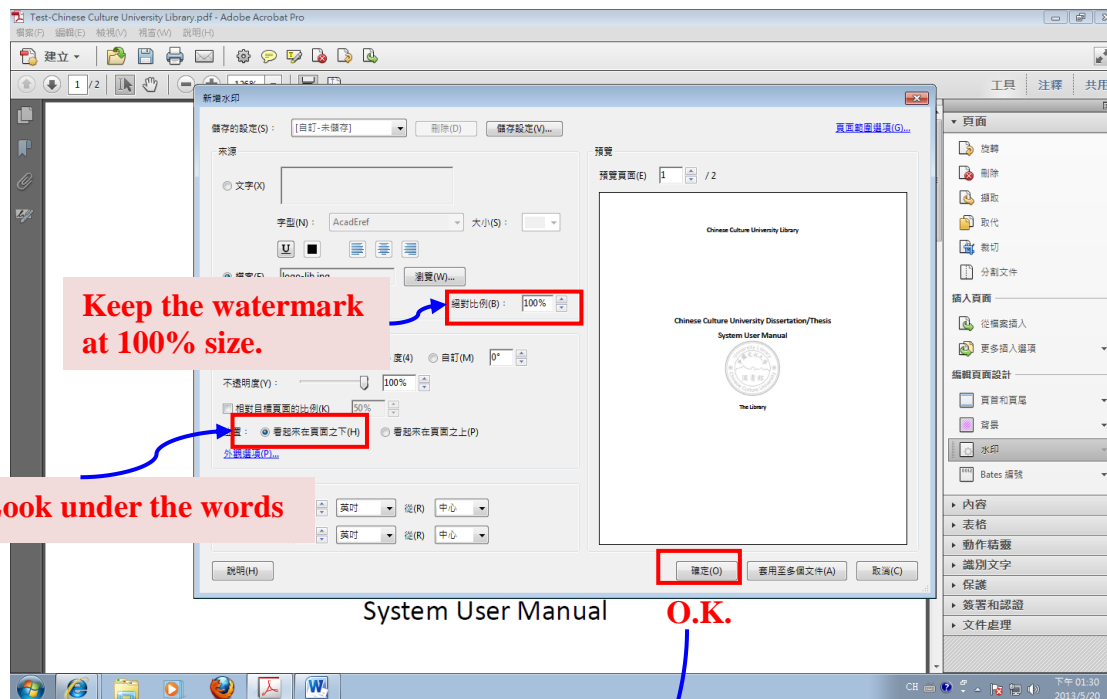 Test-Chinese Culture University Library.pdf - Adobe Acrobat Pro
檔案(F) 編輯(E) 檢視(V) 視窗(W) 說明(H)
建立
1 / 2
工具 注釋 共用
新增水印
儲存的設定(S)： [自訂-未儲存] 刪除(D) 儲存設定(V)... 頁面範圍選項(G)...
來源
文字(X)
字型(N)： AcadEref 大小(S)：
U
檔案(F) logo-lib.jpg 瀏覽(W)...
絕對比例(B)： 100%
Keep the watermark
at 100% size.
度(4) 自訂(M) 0°
不透明度(Y)： 100%
相對目標頁面的比例(K) 50%
看起來在頁面之下(H) 看起來在頁面之上(P)
外觀選項(P)...
Look under the words
英吋 從(R) 中心
英吋 從(R) 中心
說明(H)
預覽
預覽頁面(E) 1 / 2
Chinese Culture University Library
Chinese Culture University Dissertation/Thesis
System User Manual
The Library
確定(O) 套用至多個文件(A) 取消(C)
O.K.
System User Manual
頁面
旋轉
刪除
擷取
取代
裁切
分割文件
插入頁面
從檔案插入
更多插入選項
編輯頁面設計
頁首和頁尾
背景
水印
Bates 編號
內容
表格
動作精靈
識別文字
保護
簽署和認證
文件處理
CH
下午 01:30
2013/5/20